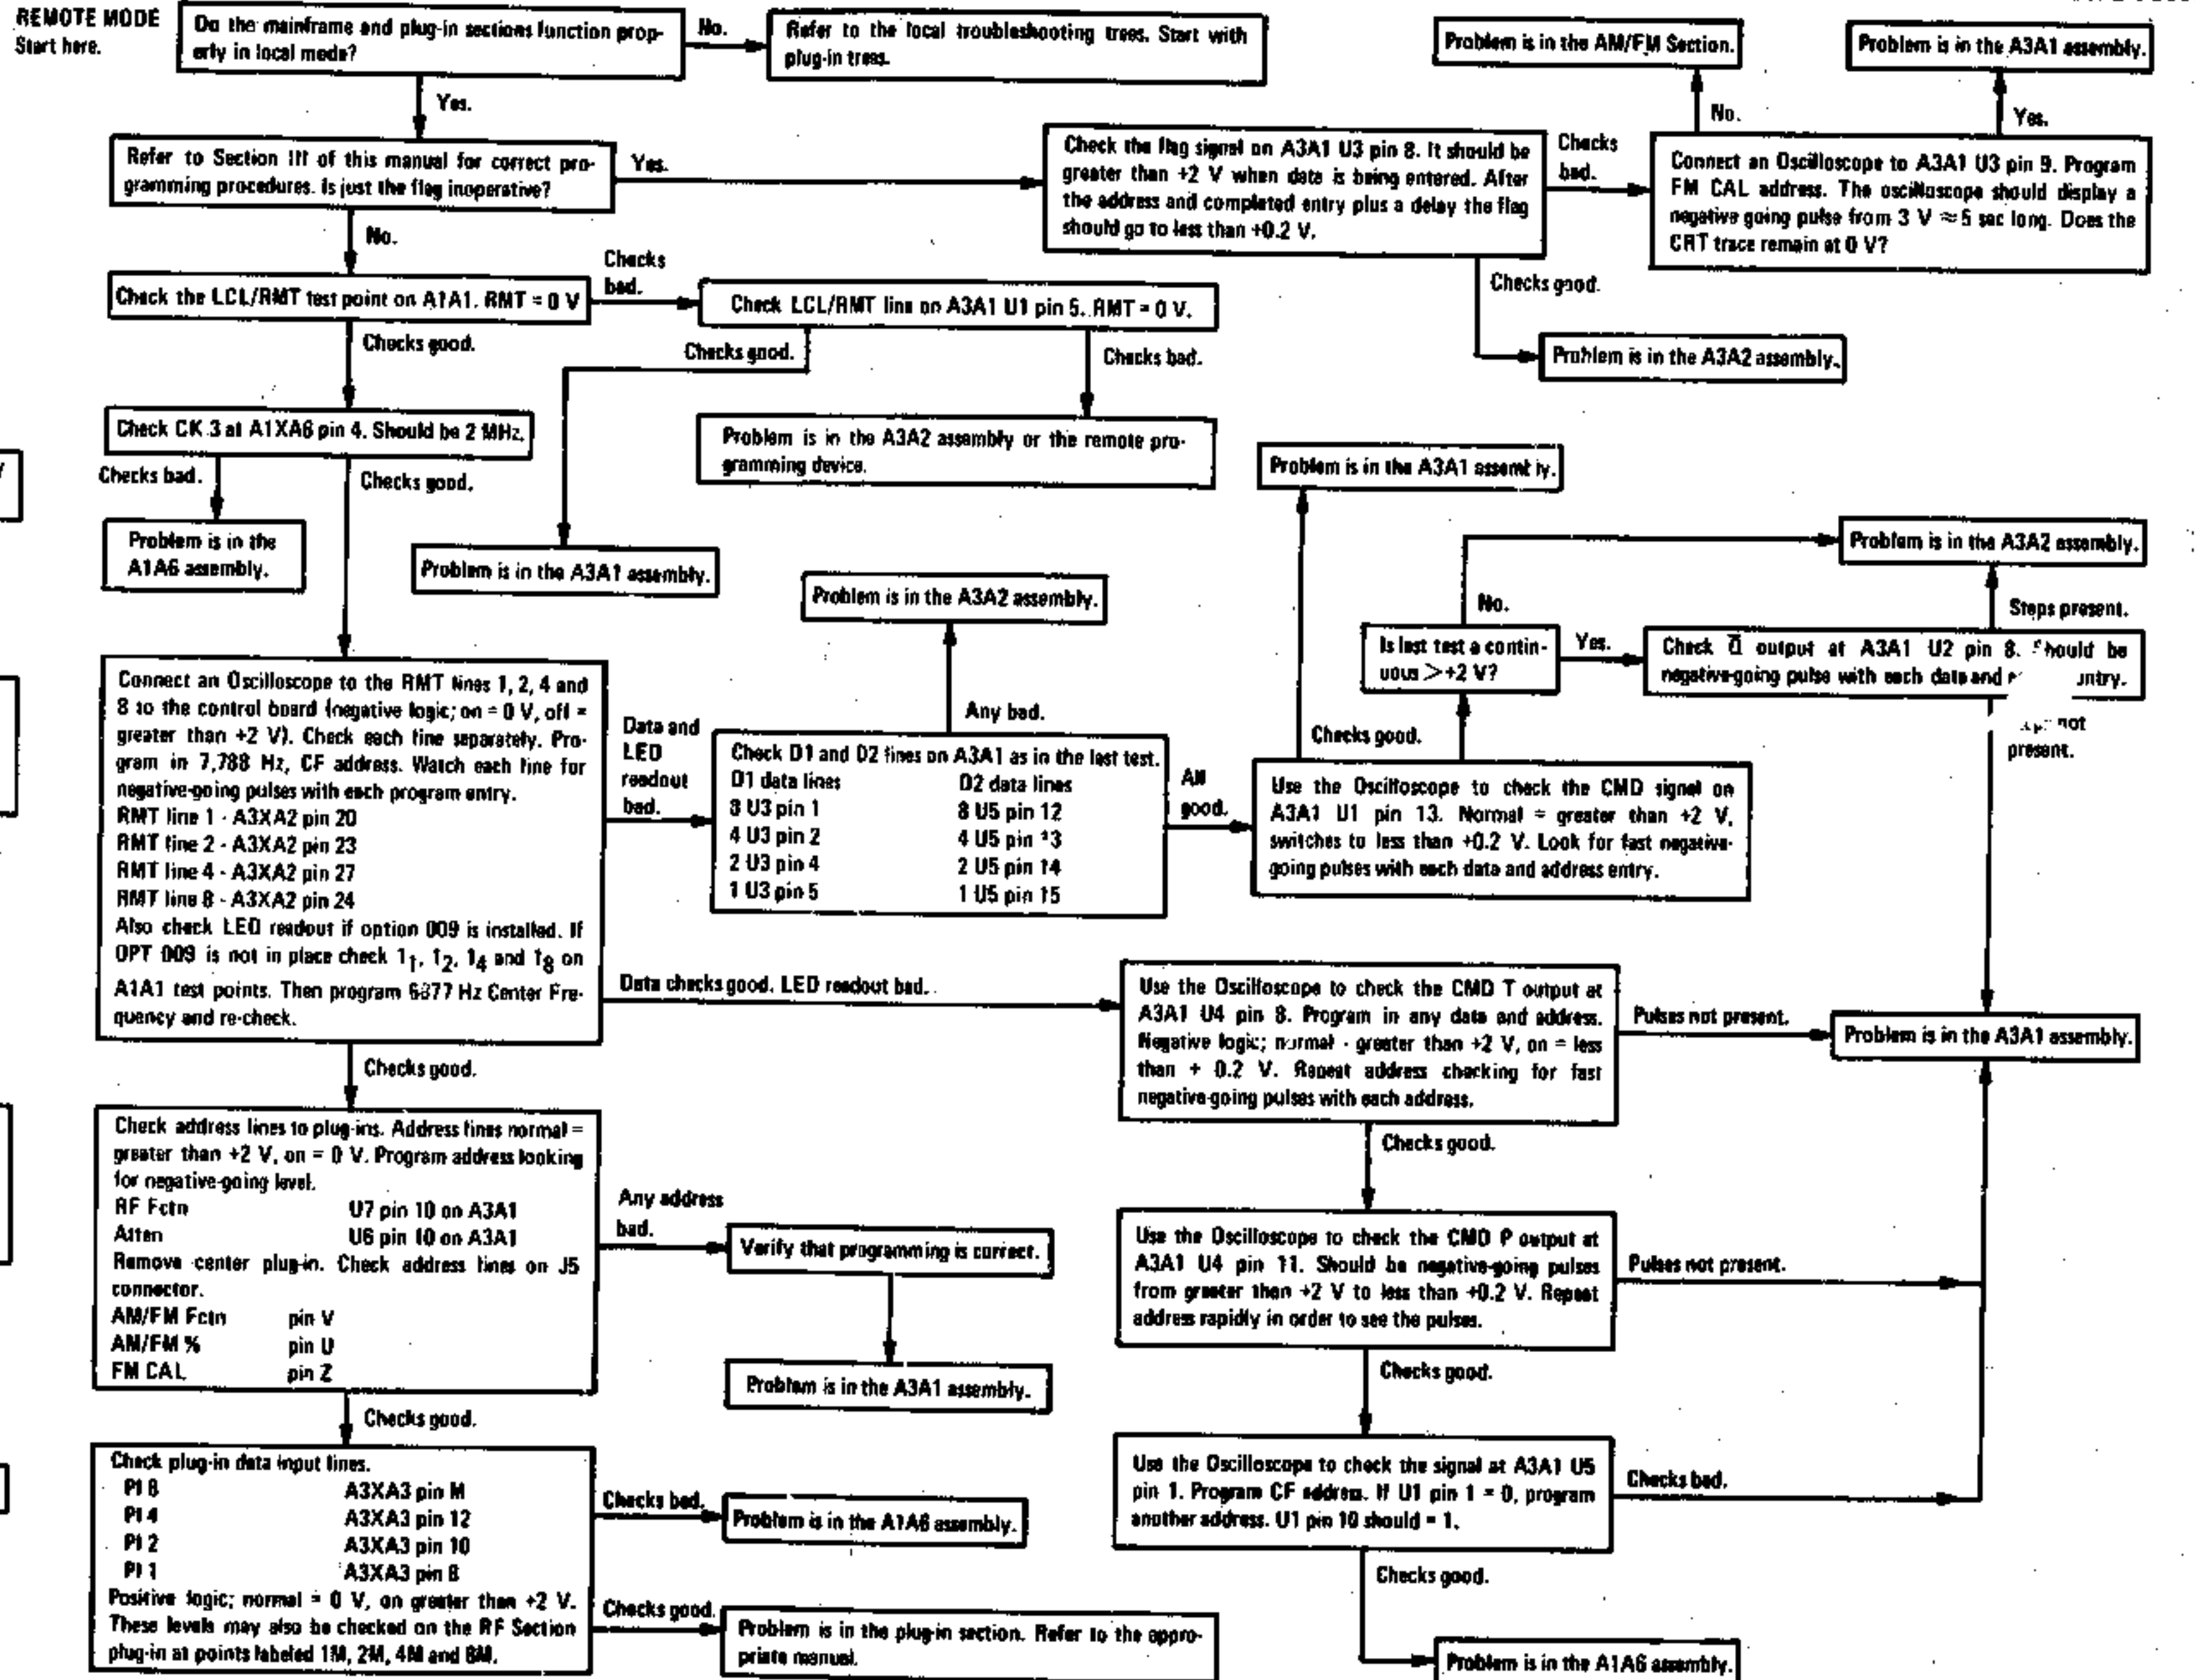 REMOTE MODE
Start here.
Do the mainframe and plug-in sections function prop-
erly in local mode?
No.
Refer to the local troubleshooting trees. Start with
plug-in trees.
Yes.
Refer to Section III of this manual for correct pro-
gramming procedures. Is just the flag inoperative?
Yes.
Check the flag signal on A3A1 U3 pin 8. It should be
greater than +2 V when data is being entered. After
the address and completed entry plus a delay the flag
should go to less than +0.2 V.
Checks
bad.
Connect an Oscilloscope to A3A1 U3 pin 9. Program
FM CAL address. The oscilloscope should display a
negative going pulse from 3 V ≈ 5 sec long. Does the
CRT trace remain at 0 V?
No.
Problem is in the AM/FM Section.
Yes.
Problem is in the A3A1 assembly.
Checks good.
Problem is in the A3A2 assembly.
No.
Check the LCL/RMT test point on A1A1. RMT = 0 V
Checks
bad.
Check LCL/RMT line on A3A1 U1 pin 5. RMT = 0 V.
Checks good.
Problem is in the A3A1 assembly.
Checks bad.
Problem is in the A3A2 assembly or the remote pro-
gramming device.
Checks good.
Check CK 3 at A1XA6 pin 4. Should be 2 MHz.
Checks bad.
Problem is in the
A1A6 assembly.
Checks good.
Connect an Oscilloscope to the RMT lines 1, 2, 4 and
8 to the control board (negative logic; on = 0 V, off =
greater than +2 V). Check each line separately. Pro-
gram in 7,788 Hz, CF address. Watch each line for
negative-going pulses with each program entry.
RMT line 1 - A3XA2 pin 20
RMT line 2 - A3XA2 pin 23
RMT line 4 - A3XA2 pin 27
RMT line 8 - A3XA2 pin 24
Also check LED readout if option 009 is installed. If
OPT 009 is not in place check 1₁, 1₂, 1₄ and 1₈ on
A1A1 test points. Then program 6877 Hz Center Fre-
quency and re-check.
Data and
LED
readout
bad.
Check D1 and D2 lines on A3A1 as in the last test.
D1 data lines D2 data lines
8 U3 pin 1 8 U5 pin 12
4 U3 pin 2 4 U5 pin 13
2 U3 pin 4 2 U5 pin 14
1 U3 pin 5 1 U5 pin 15
Any bad.
Problem is in the A3A2 assembly.
All
good.
Use the Oscilloscope to check the CMD signal on
A3A1 U1 pin 13. Normal = greater than +2 V,
switches to less than +0.2 V. Look for fast negative-
going pulses with each data and address entry.
Checks good.
Problem is in the A3A1 assembly.
Is last test a contin-
uous >+2 V?
No.
Problem is in the A3A2 assembly.
Yes.
Check Q̅ output at A3A1 U2 pin 8. Should be
negative-going pulse with each data and
Steps present.
not
present.
Data checks good. LED readout bad.
Use the Oscilloscope to check the CMD T output at
A3A1 U4 pin 8. Program in any data and address.
Negative logic; normal - greater than +2 V, on = less
than + 0.2 V. Repeat address checking for fast
negative-going pulses with each address.
Pulses not present.
Problem is in the A3A1 assembly.
Checks good.
Use the Oscilloscope to check the CMD P output at
A3A1 U4 pin 11. Should be negative-going pulses
from greater than +2 V to less than +0.2 V. Repeat
address rapidly in order to see the pulses.
Pulses not present.
Checks good.
Use the Oscilloscope to check the signal at A3A1 U5
pin 1. Program CF address. If U1 pin 1 = 0, program
another address. U1 pin 10 should = 1.
Checks bad.
Checks good.
Problem is in the A1A6 assembly.
Checks good.
Check address lines to plug-ins. Address lines normal =
greater than +2 V, on = 0 V. Program address looking
for negative-going level.
RF Fctn U7 pin 10 on A3A1
Atten U6 pin 10 on A3A1
Remove center plug-in. Check address lines on J5
connector.
AM/FM Fctn pin V
AM/FM % pin U
FM CAL pin Z
Any address
bad.
Verify that programming is correct.
Problem is in the A3A1 assembly.
Checks good.
Check plug-in data input lines.
PI 8 A3XA3 pin M
PI 4 A3XA3 pin 12
PI 2 A3XA3 pin 10
PI 1 A3XA3 pin
Positive logic; normal = 0 V, on greater than +2 V.
These levels may also be checked on the RF Section
plug-in at points labeled 1M, 2M, 4M and 8M.
Checks bad.
Problem is in the A1A6 assembly.
Checks good.
Problem is in the plug-in section. Refer to the appro-
priate manual.